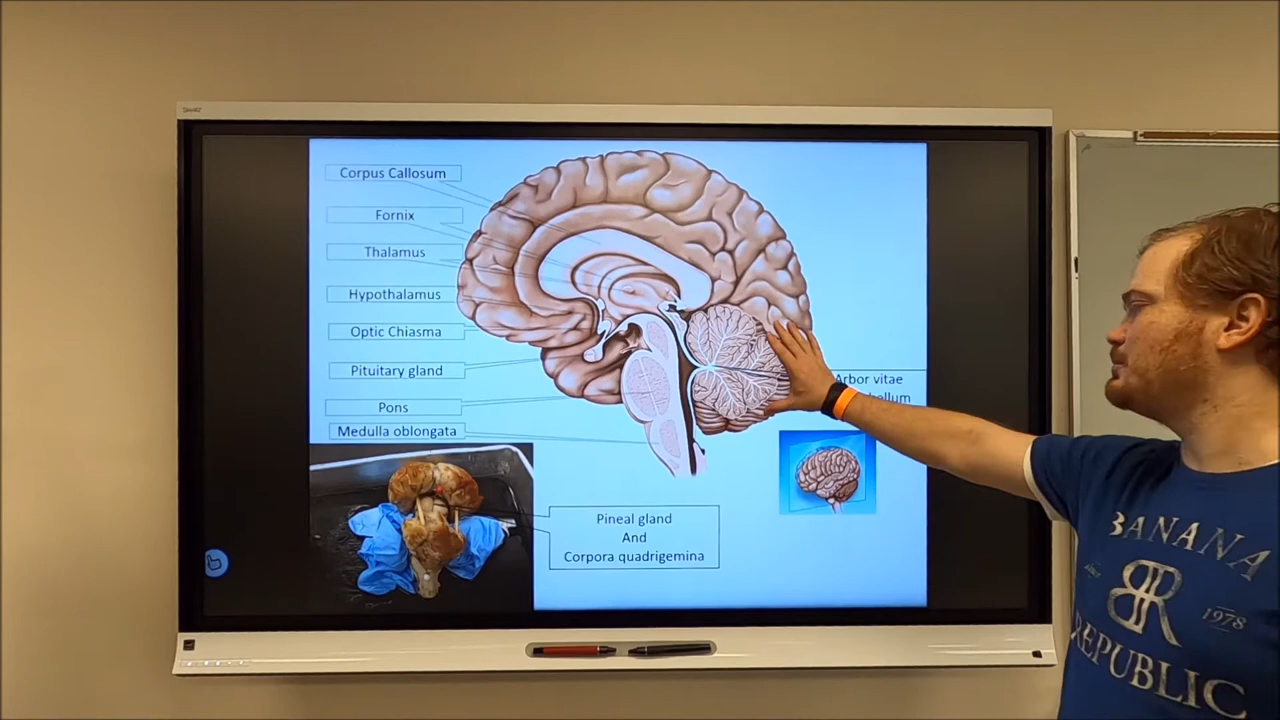 Corpus Callosum
Fornix
Thalamus
Hypothalamus
Optic Chiasma
Pituitary gland
Pons
Medulla oblongata
Arbor vitae
Pineal gland
And
Corpora quadrigemina
BANANA
1978
REPUBLIC